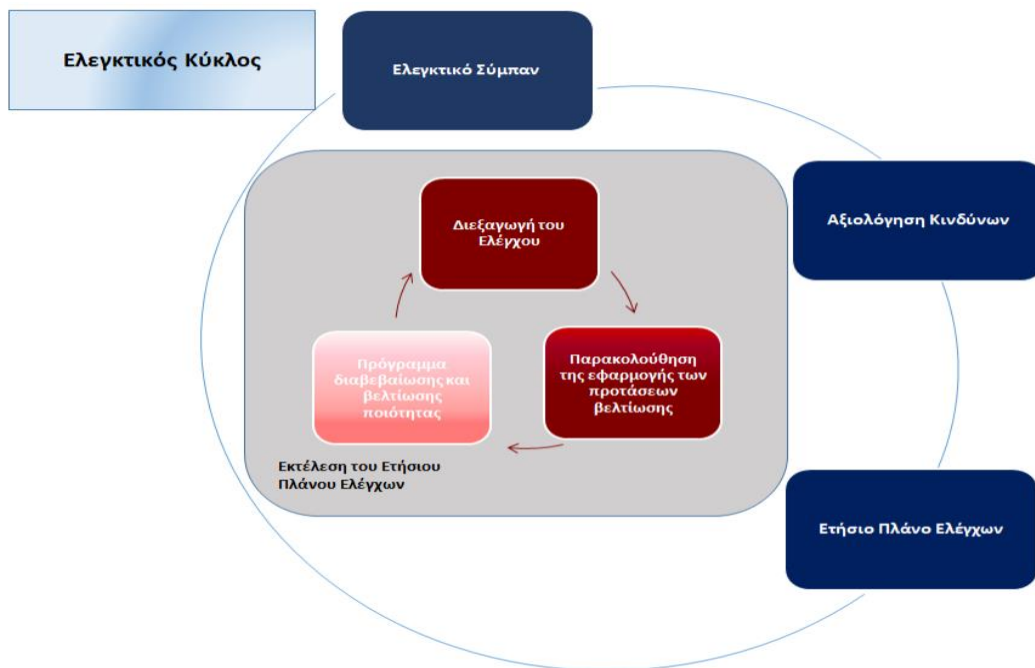 Ελεγκτικός Κύκλος
Ελεγκτικό Σύμπαν
Αξιολόγηση Κινδύνων
Διεξαγωγή του
Ελέγχου
Παρακολούθηση
της εφαρμογής των
προτάσεων
βελτίωσης
Πρόγραμμα
διαβεβαίωσης και
βελτίωσης
ποιότητας
Εκτέλεση του Ετήσιου
Πλάνου Ελέγχων
Ετήσιο Πλάνο Ελέγχων